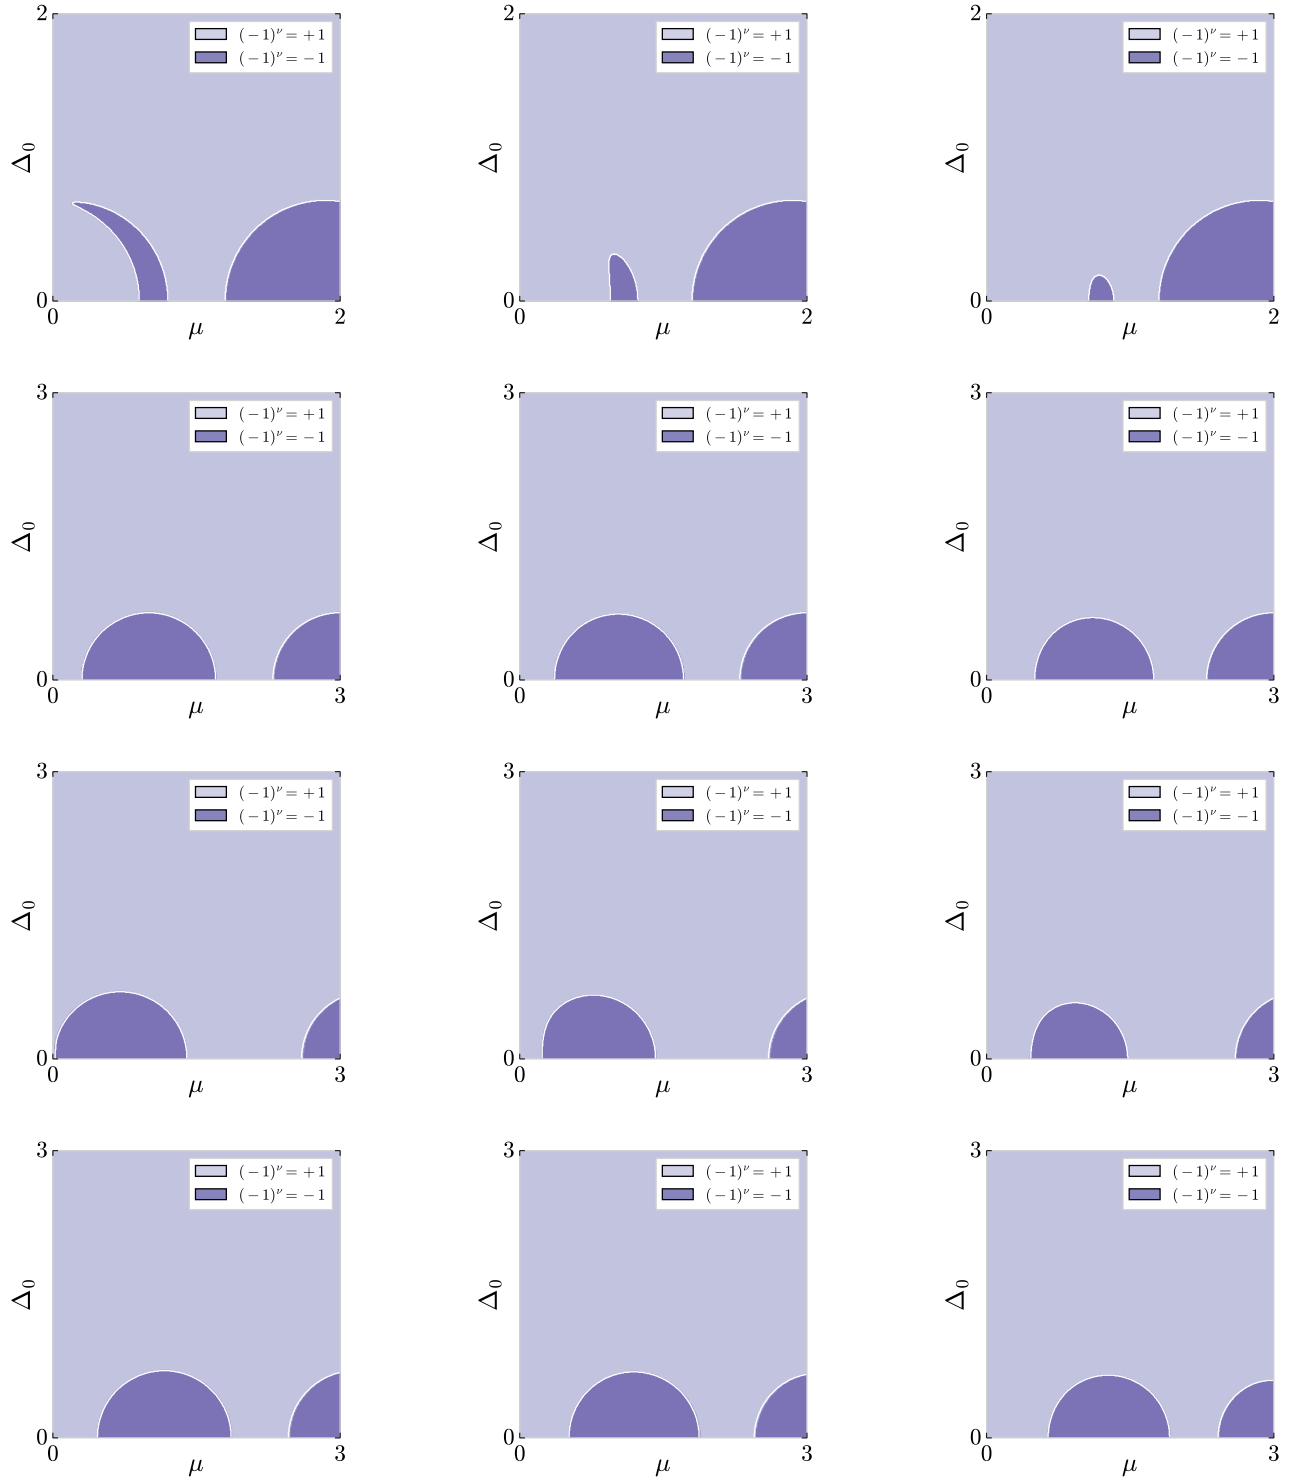 2
(−1)^ν = +1
(−1)^ν = −1
Δ₀
0
0
μ
2
2
(−1)^ν = +1
(−1)^ν = −1
Δ₀
0
0
μ
2
2
(−1)^ν = +1
(−1)^ν = −1
Δ₀
0
0
μ
2
3
(−1)^ν = +1
(−1)^ν = −1
Δ₀
0
0
μ
3
3
(−1)^ν = +1
(−1)^ν = −1
Δ₀
0
0
μ
3
3
(−1)^ν = +1
(−1)^ν = −1
Δ₀
0
0
μ
3
3
(−1)^ν = +1
(−1)^ν = −1
Δ₀
0
0
μ
3
3
(−1)^ν = +1
(−1)^ν = −1
Δ₀
0
0
μ
3
3
(−1)^ν = +1
(−1)^ν = −1
Δ₀
0
0
μ
3
3
(−1)^ν = +1
(−1)^ν = −1
Δ₀
0
0
μ
3
3
(−1)^ν = +1
(−1)^ν = −1
Δ₀
0
0
μ
3
3
(−1)^ν = +1
(−1)^ν = −1
Δ₀
0
0
μ
3